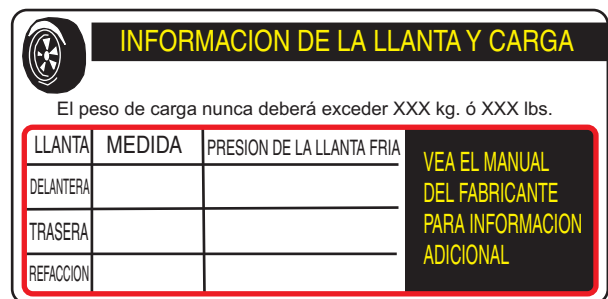 INFORMACION DE LA LLANTA Y CARGA
El peso de carga nunca deberá exceder XXX kg. ó XXX lbs.
LLANTA MEDIDA PRESION DE LA LLANTA FRIA
DELANTERA
TRASERA
REFACCION
VEA EL MANUAL
DEL FABRICANTE
PARA INFORMACION
ADICIONAL